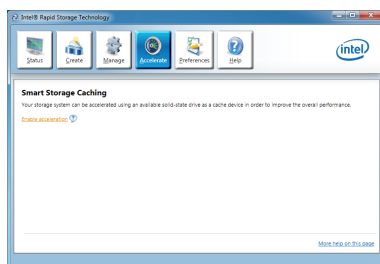 Intel® Rapid Storage Technology
Status
Create
Manage
Accelerate
Preferences
Help
intel
Smart Storage Caching
Your storage system can be accelerated using an available solid-state drive as a cache device in order to improve the overall performance.
Enable acceleration
More help on this page